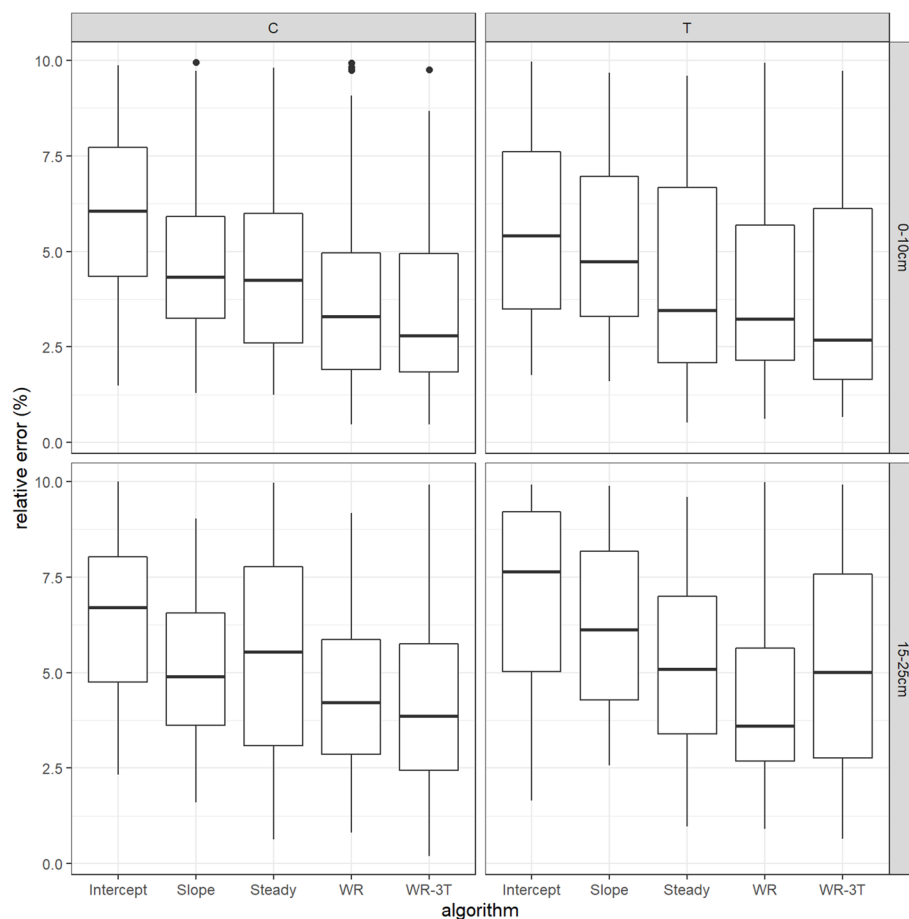 C
T
10.0
7.5
5.0
2.5
0.0
0-10cm
relative error (%)
10.0
7.5
5.0
2.5
0.0
15-25cm
Intercept Slope Steady WR WR-3T
Intercept Slope Steady WR WR-3T
algorithm